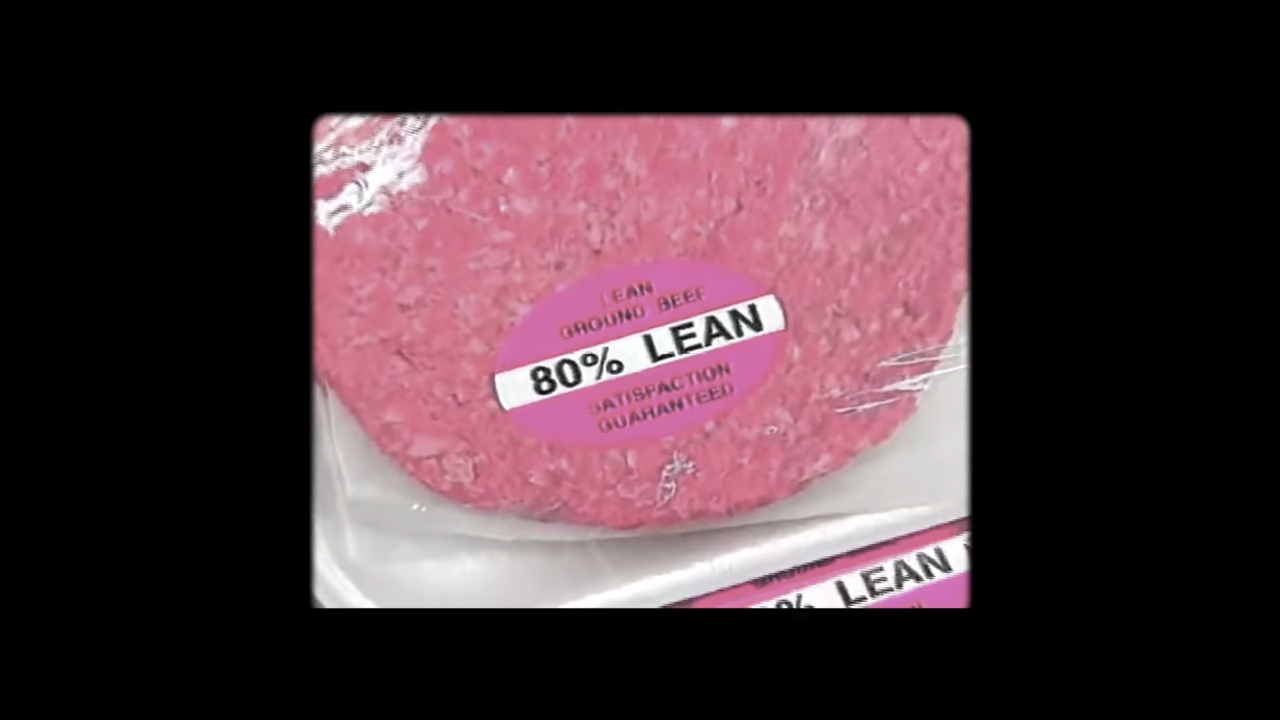 LEAN
GROUND BEEF
80% LEAN
SATISFACTION
GUARANTEED
% LEAN